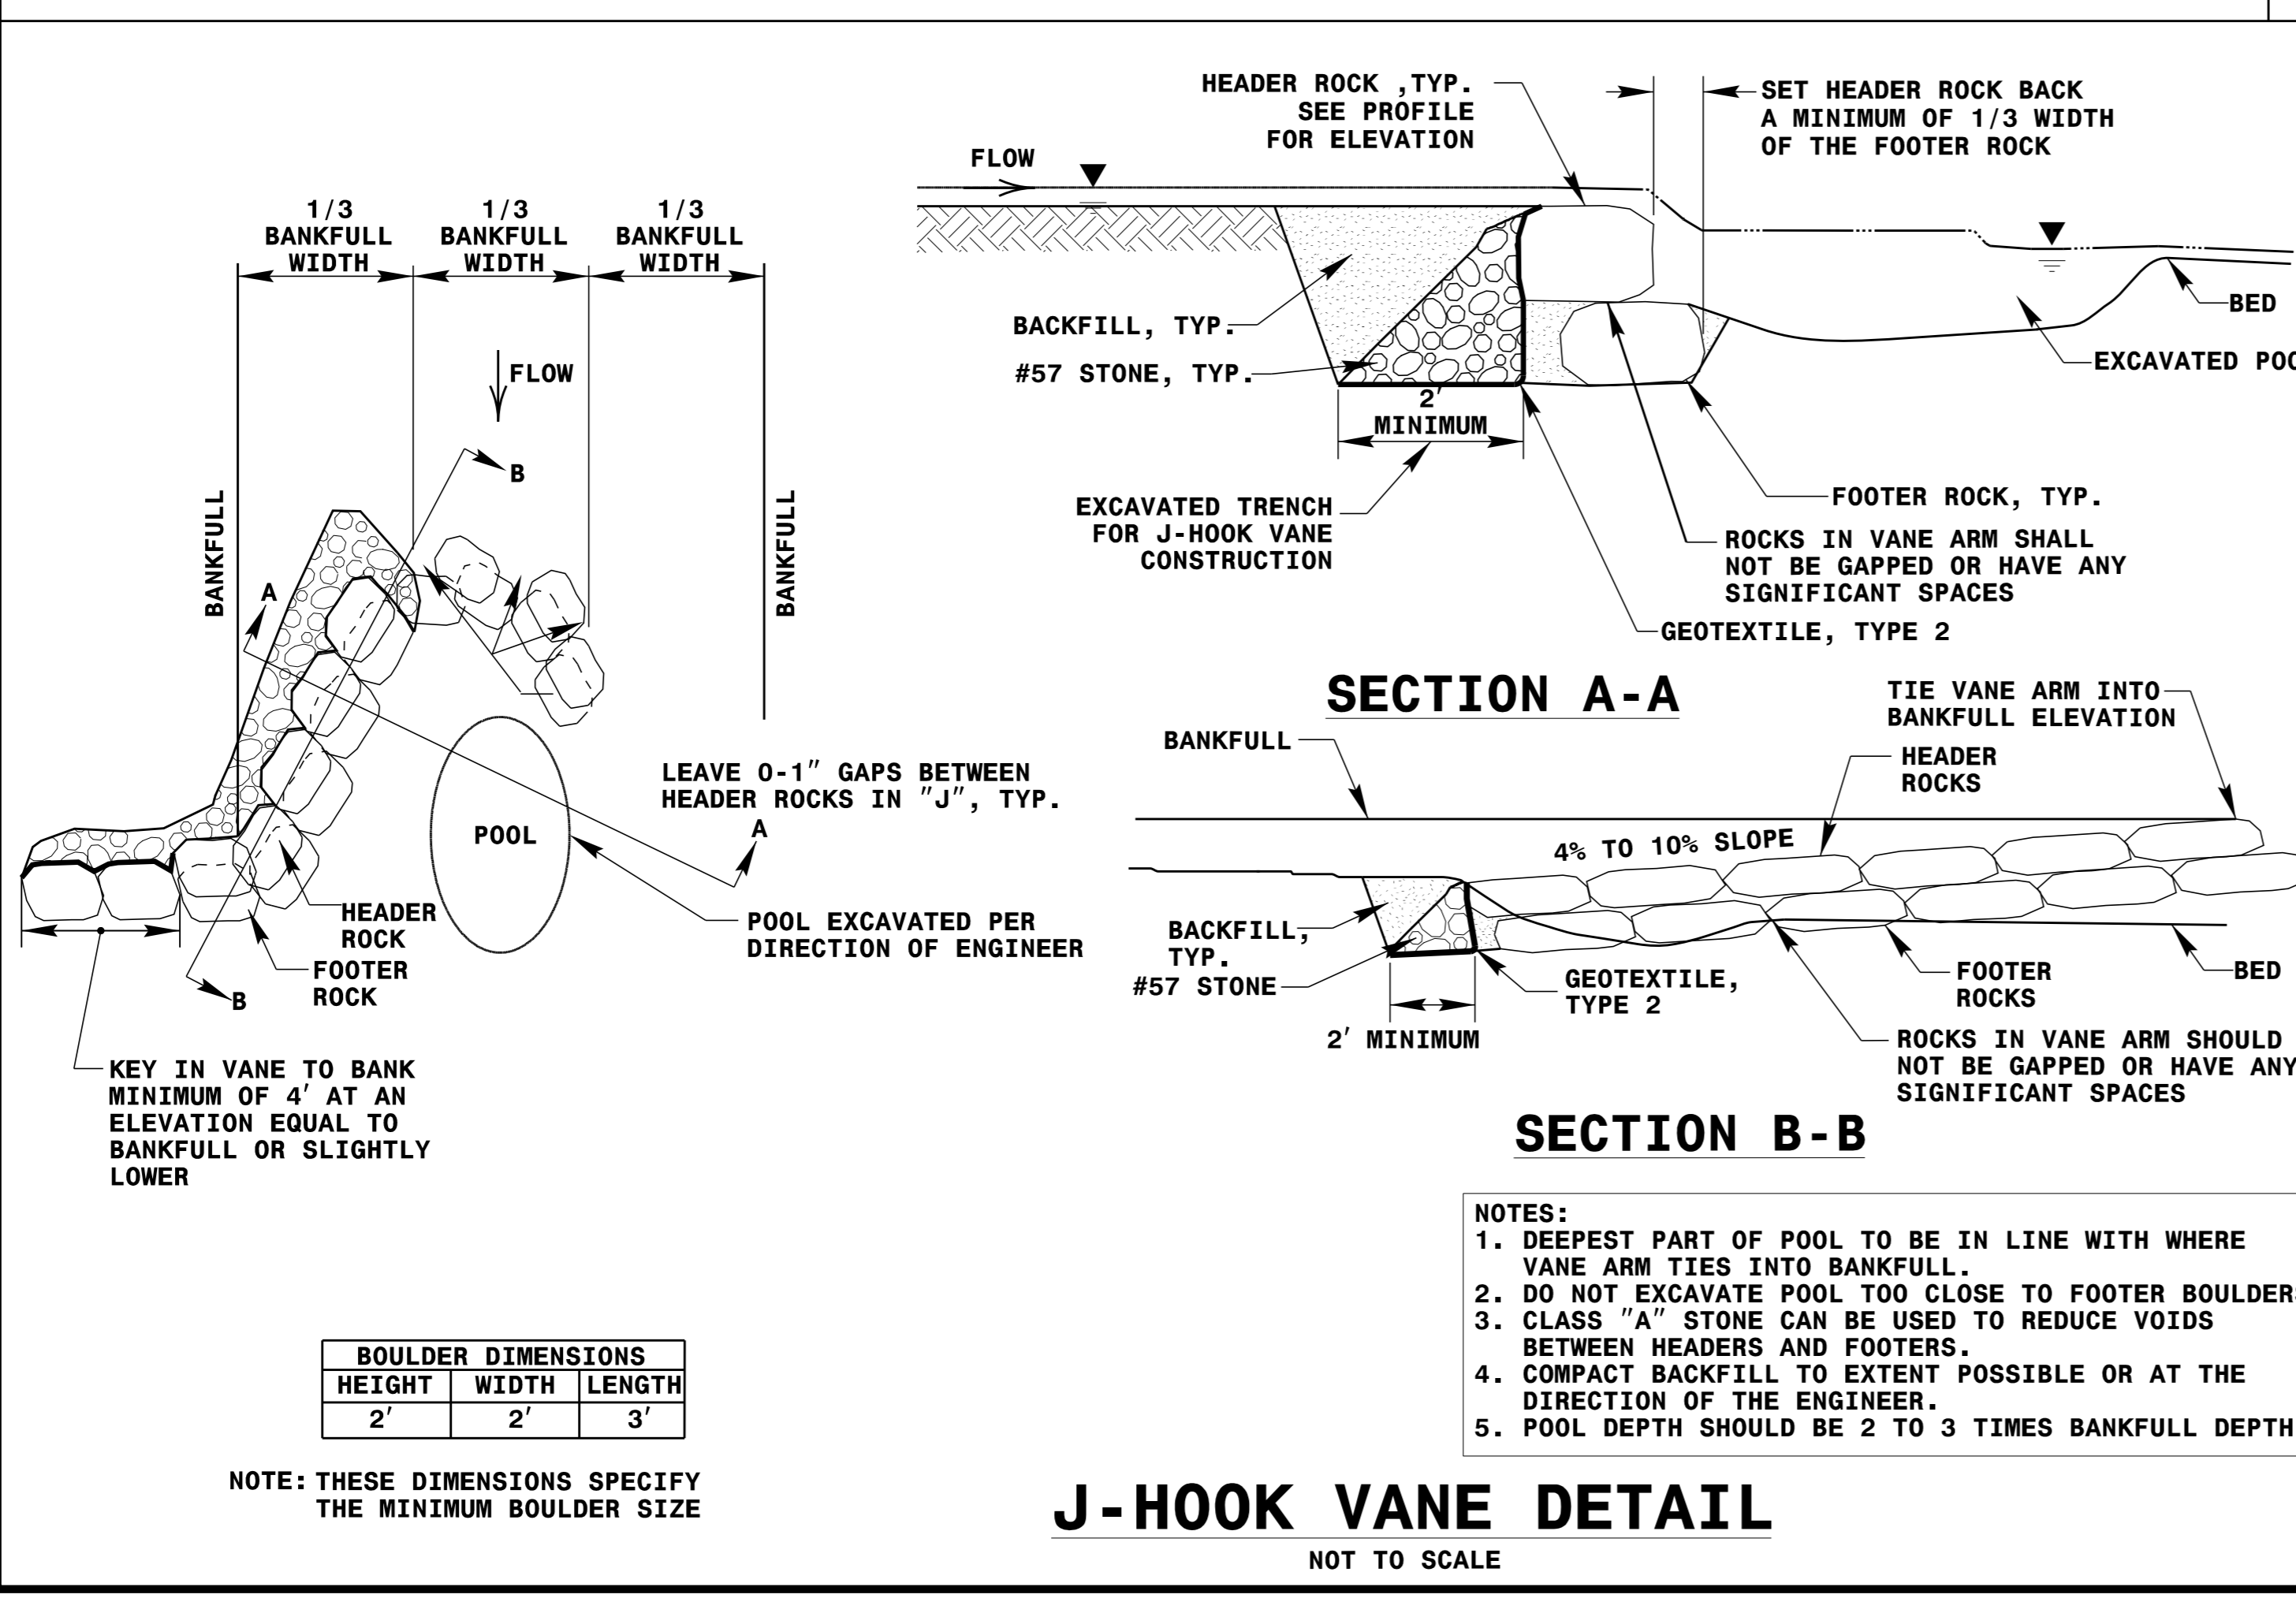 1/3
BANKFULL
WIDTH
1/3
BANKFULL
WIDTH
1/3
BANKFULL
WIDTH
FLOW
BANKFULL
BANKFULL
B
A
LEAVE 0-1" GAPS BETWEEN
HEADER ROCKS IN "J", TYP.
A
POOL
POOL EXCAVATED PER
DIRECTION OF ENGINEER
HEADER
ROCK
FOOTER
ROCK
B
KEY IN VANE TO BANK
MINIMUM OF 4' AT AN
ELEVATION EQUAL TO
BANKFULL OR SLIGHTLY
LOWER
BOULDER DIMENSIONS
HEIGHT WIDTH LENGTH
2' 2' 3'
NOTE: THESE DIMENSIONS SPECIFY
THE MINIMUM BOULDER SIZE
HEADER ROCK ,TYP.
SEE PROFILE
FOR ELEVATION
SET HEADER ROCK BACK
A MINIMUM OF 1/3 WIDTH
OF THE FOOTER ROCK
FLOW
BACKFILL, TYP.
#57 STONE, TYP.
2'
MINIMUM
BED
EXCAVATED
EXCAVATED TRENCH
FOR J-HOOK VANE
CONSTRUCTION
FOOTER ROCK, TYP.
ROCKS IN VANE ARM SHALL
NOT BE GAPPED OR HAVE ANY
SIGNIFICANT SPACES
GEOTEXTILE, TYPE 2
SECTION A-A
BANKFULL
TIE VANE ARM INTO
BANKFULL ELEVATION
HEADER
ROCKS
4% TO 10% SLOPE
BACKFILL,
TYP.
#57 STONE
2' MINIMUM
GEOTEXTILE,
TYPE 2
FOOTER
ROCKS
BED
ROCKS IN VANE ARM SHOULD
NOT BE GAPPED OR HAVE ANY
SIGNIFICANT SPACES
SECTION B-B
NOTES:
1. DEEPEST PART OF POOL TO BE IN LINE WITH WHERE
VANE ARM TIES INTO BANKFULL.
2. DO NOT EXCAVATE POOL TOO CLOSE TO FOOTER BOULDERS
3. CLASS "A" STONE CAN BE USED TO REDUCE VOIDS
BETWEEN HEADERS AND FOOTERS.
4. COMPACT BACKFILL TO EXTENT POSSIBLE OR AT THE
DIRECTION OF THE ENGINEER.
5. POOL DEPTH SHOULD BE 2 TO 3 TIMES BANKFULL DEPTH
J-HOOK VANE DETAIL
NOT TO SCALE